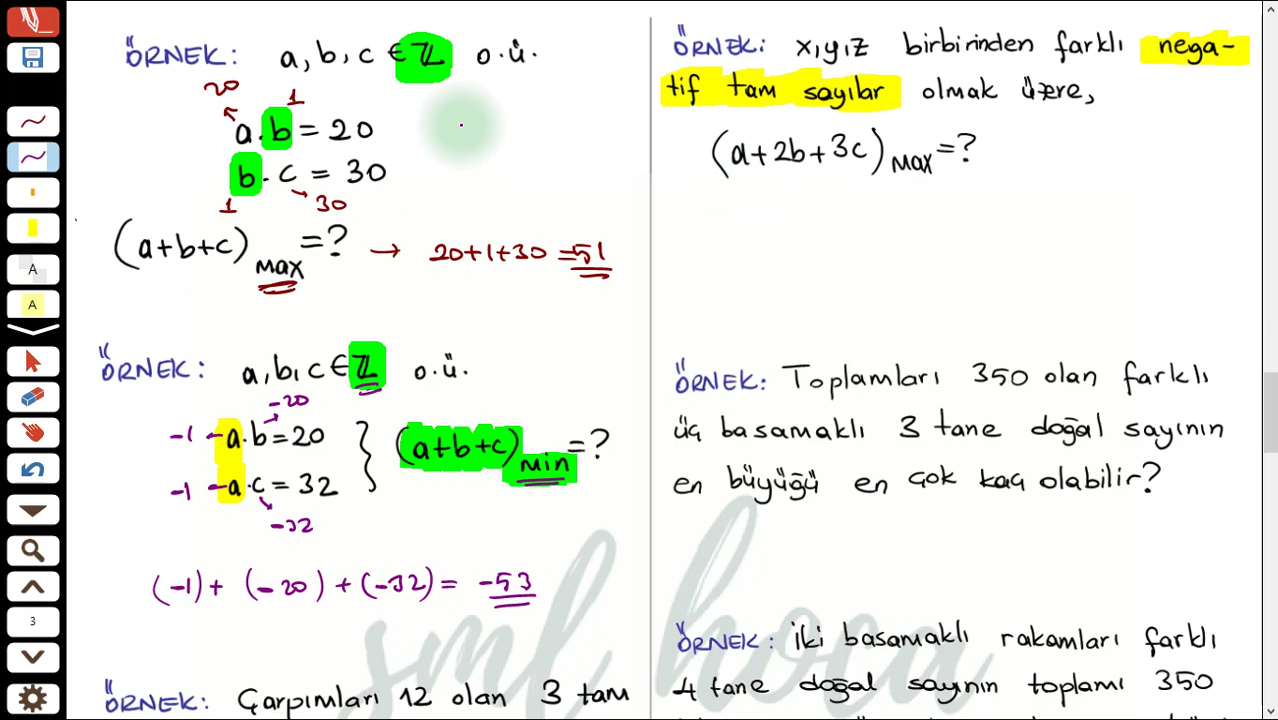 ÖRNEK: a, b, c ∈ ℤ o.ü.
20 1
a.b = 20
b.c = 30
1 30
(a+b+c) max =? → 20+1+30 = 51
ÖRNEK: a, b, c ∈ ℤ o.ü.
-20
-1 a.b = 20 } (a+b+c) min =?
-1 a.c = 32
-32
(-1) + (-20) + (-32) = -53
ÖRNEK: Çarpımları 12 olan 3 tam
ÖRNEK: x,y,z birbirinden farklı nega-
tif tam sayılar olmak üzere,
(a+2b+3c) MAX =?
ÖRNEK: Toplamları 350 olan farklı
üç basamaklı 3 tane doğal sayının
en büyüğü en çok kaç olabilir?
ÖRNEK: iki basamaklı rakamları farklı
4 tane doğal sayının toplamı 350
sml hoca
A
A
3